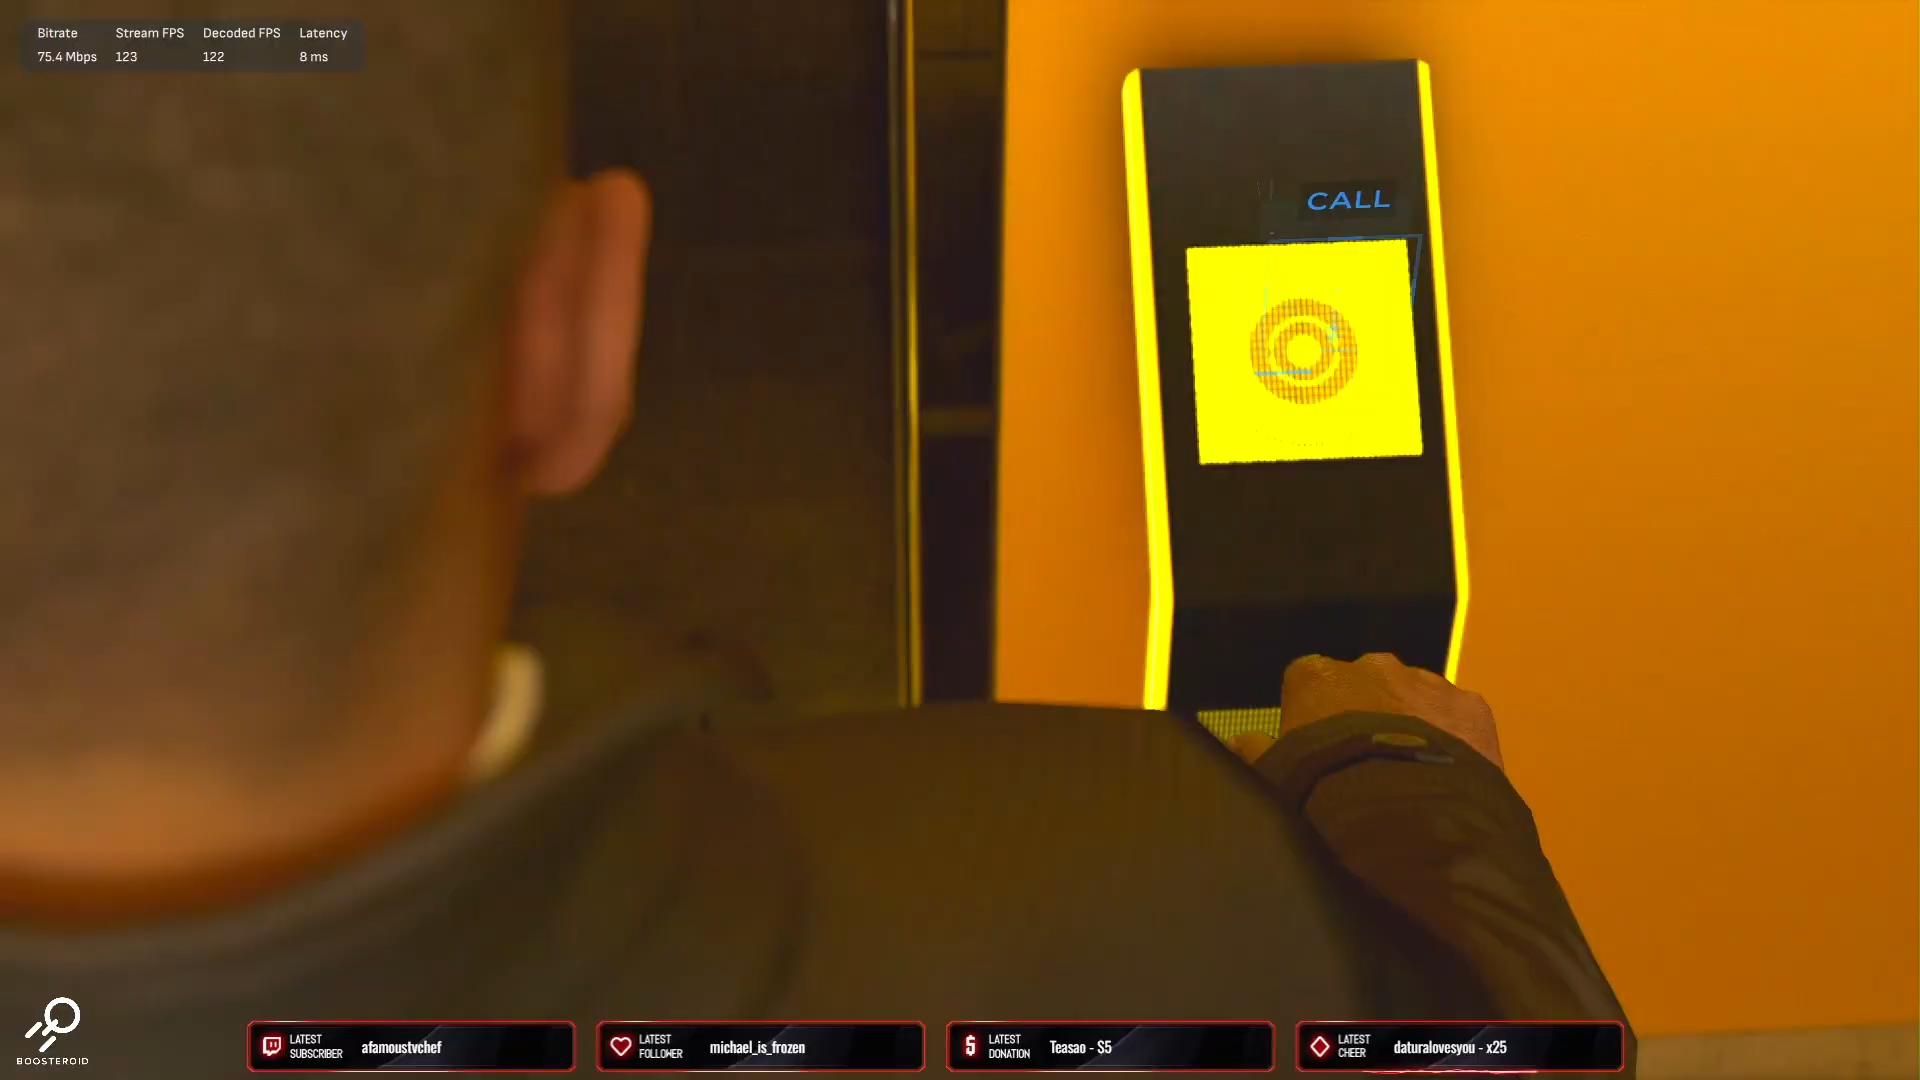 Bitrate Stream FPS Decoded FPS Latency
75.4 Mbps 123 122 8 ms
CALL
BOOSTEROID
LATEST SUBSCRIBER afamoustvchef
LATEST FOLLOWER michael_is_frozen
LATEST DONATION Teasao - $5
LATEST CHEER daturalovesyou - x25